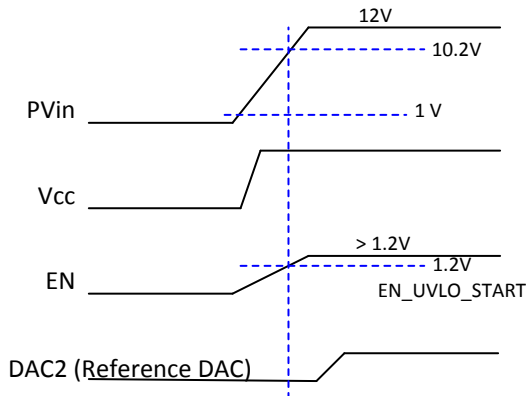 12V
10.2V
PVin
1 V
Vcc
> 1.2V
1.2V
EN
EN_UVLO_START
DAC2 (Reference DAC)